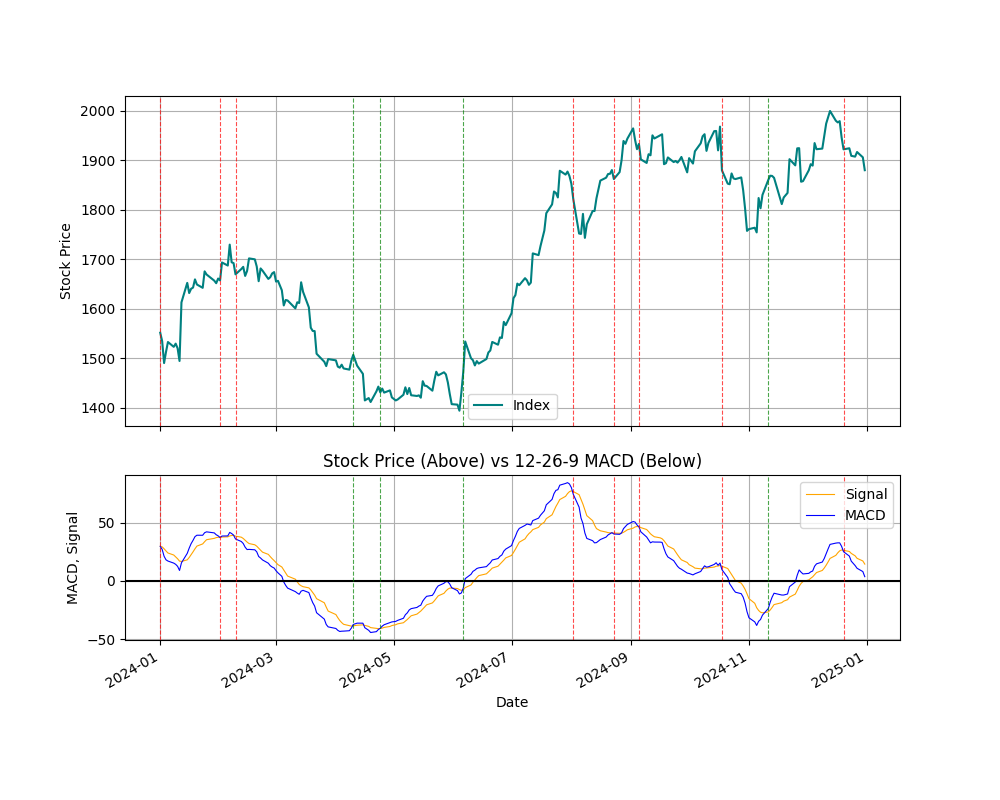 2000
1900
1800
1700
1600
1500
1400
Stock Price
Index
Stock Price (Above) vs 12-26-9 MACD (Below)
Signal
MACD
50
0
−50
MACD, Signal
2024-01
2024-03
2024-05
2024-07
2024-09
2024-11
2025-01
Date